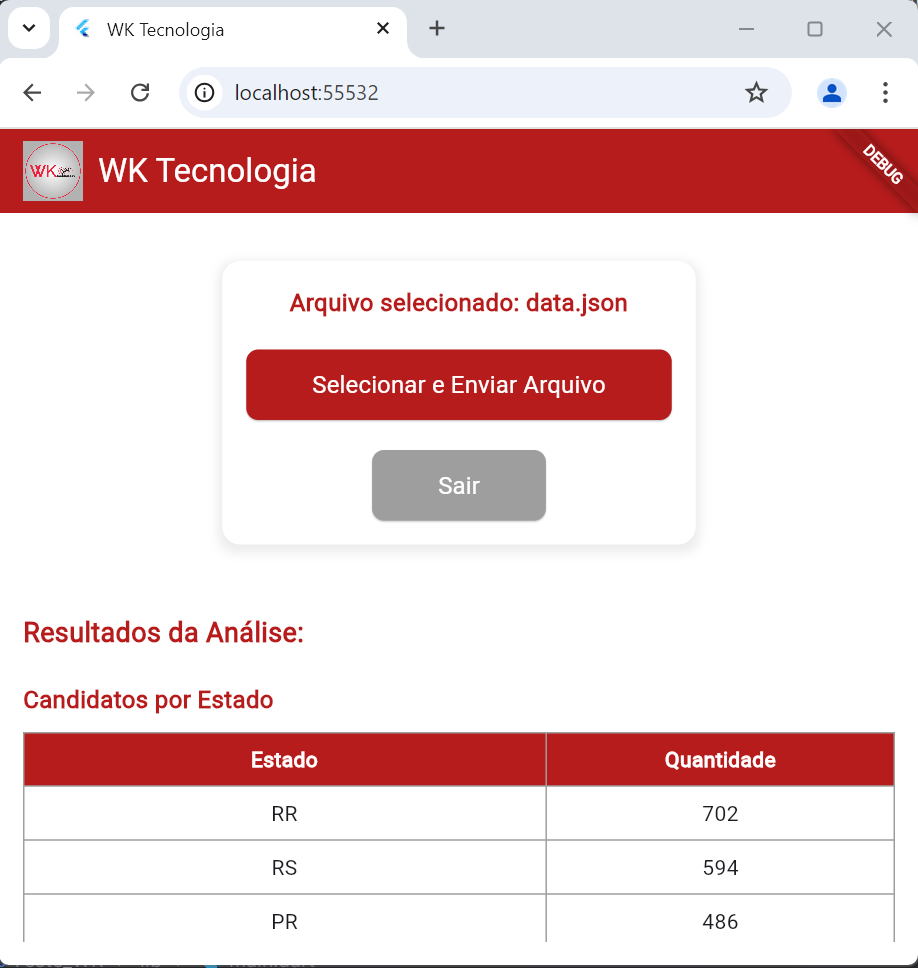 WK Tecnologia
localhost:55532
WK
WK Tecnologia
DEBUG
Arquivo selecionado: data.json
Selecionar e Enviar Arquivo
Sair
Resultados da Análise:
Candidatos por Estado
Estado Quantidade
RR 702
RS 594
PR 486